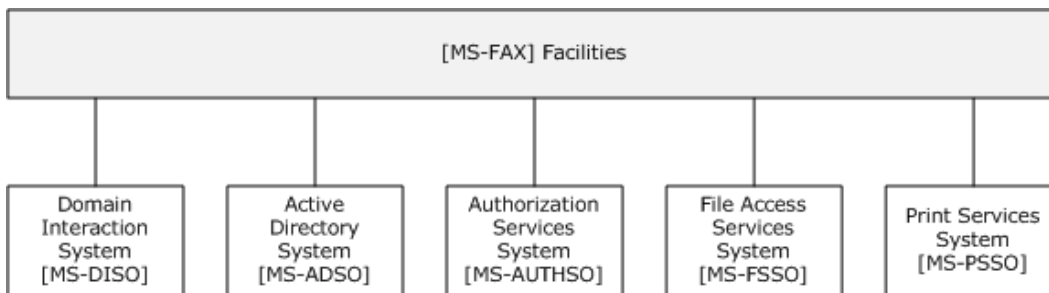 [MS-FAX] Facilities
Domain
Interaction
System
[MS-DISO]
Active
Directory
System
[MS-ADSO]
Authorization
Services
System
[MS-AUTHSO]
File Access
Services
System
[MS-FSSO]
Print Services
System
[MS-PSSO]